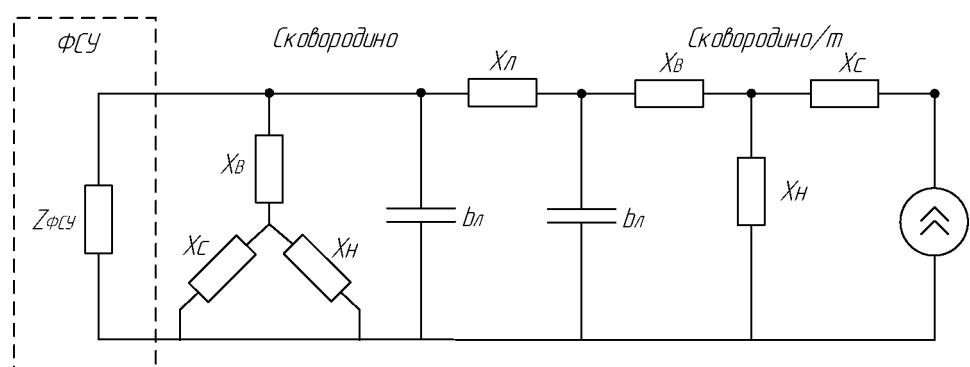 ФСУ
Сковородино
Сковородино/т
Xл
Xв
Xс
Xв
Zфсу
Xс
Xн
bл
bл
Xн